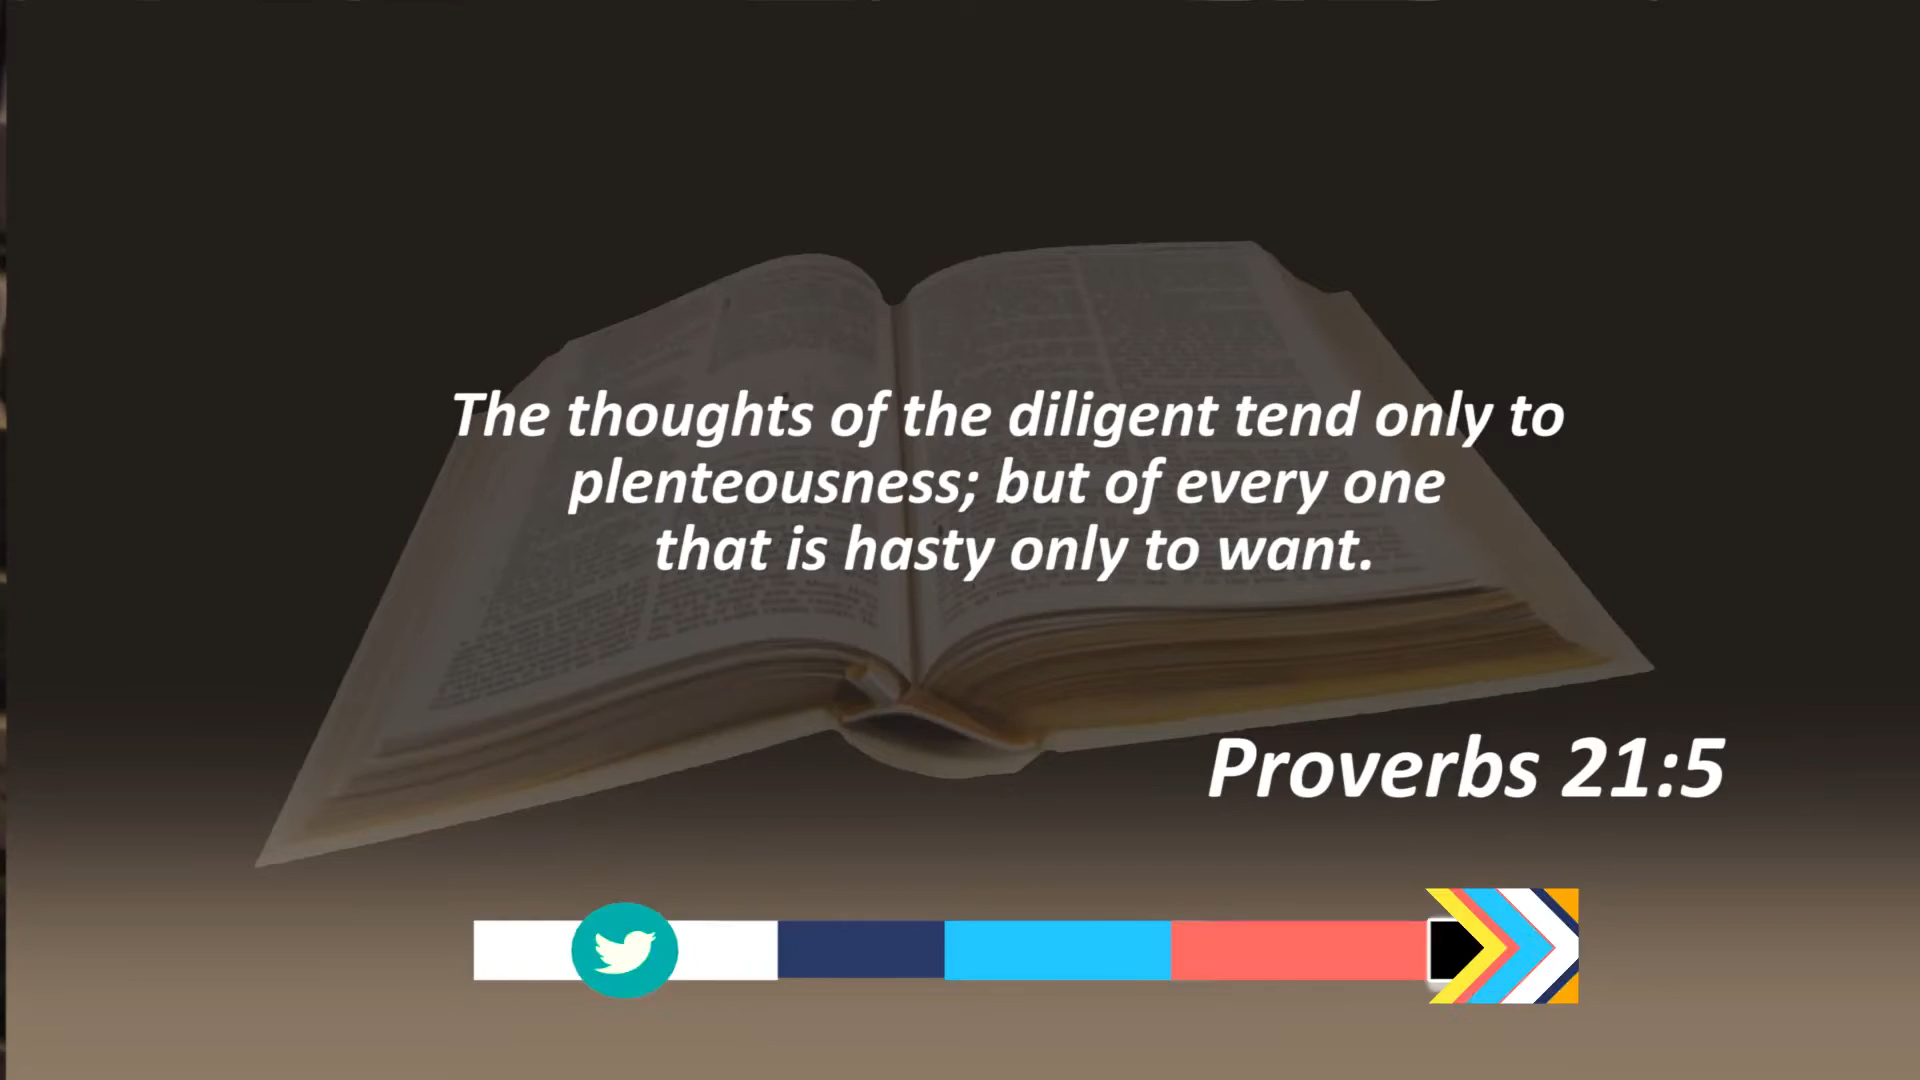 The thoughts of the diligent tend only to
plenteousness; but of every one
that is hasty only to want.
Proverbs 21:5